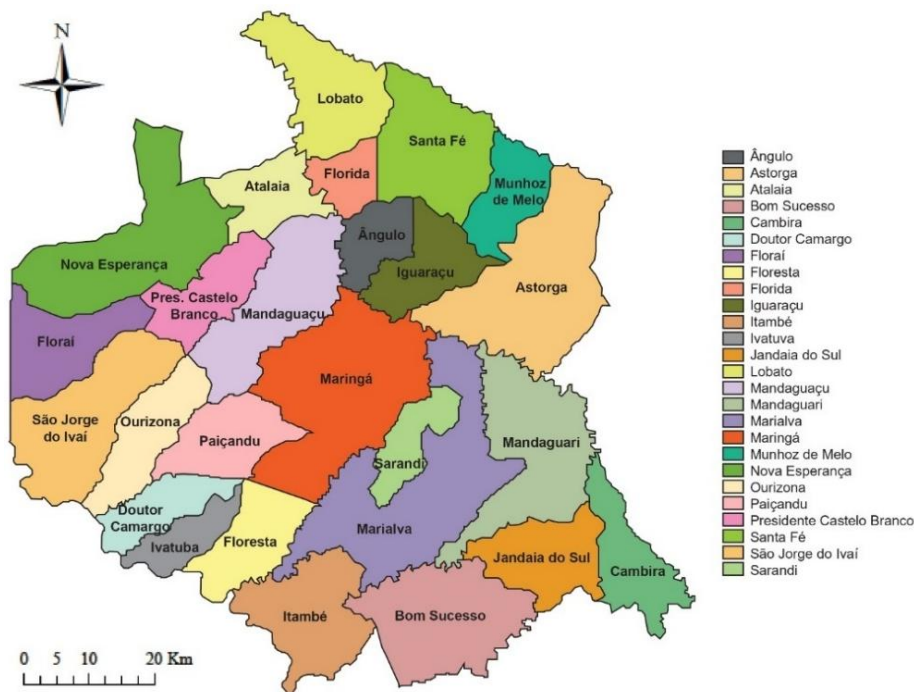 N
Lobato
Santa Fé
Florida
Munhoz
de Melo
Atalaia
Ângulo
Nova Esperança
Iguaraçu
Astorga
Pres. Castelo
Branco
Mandaguaçu
Floraí
Maringá
São Jorge
do Ivaí
Ourizona
Paiçandu
Mandaguari
Sarandi
Doutor
Camargo
Marialva
Ivatuba
Floresta
Jandaia do Sul
Cambira
Itambé
Bom Sucesso
0 5 10 20 Km
Ângulo
Astorga
Atalaia
Bom Sucesso
Cambira
Doutor Camargo
Floraí
Floresta
Florida
Iguaraçu
Itambé
Ivatuva
Jandaia do Sul
Lobato
Mandaguaçu
Mandaguari
Marialva
Maringá
Munhoz de Melo
Nova Esperança
Ourizona
Paiçandu
Presidente Castelo Branco
Santa Fé
São Jorge do Ivaí
Sarandi